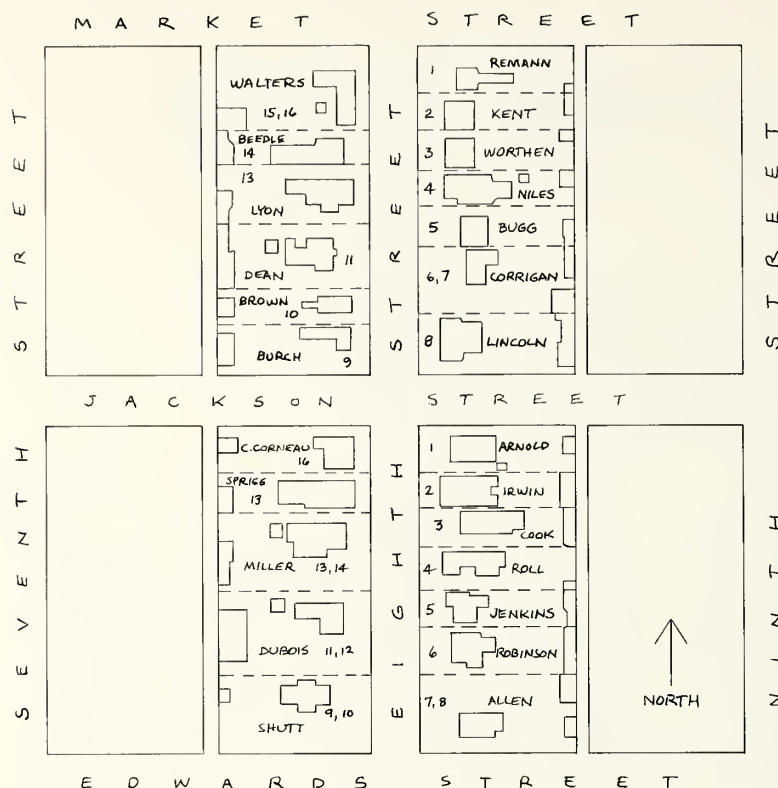 MARKET STREET
WALTERS
15, 16
BEEDLE
14
13
LYON
DEAN
11
BROWN
10
BURCH
9
1 REMANN
2 KENT
3 WORTHEN
4 NILES
5 BUGG
6, 7 CORRIGAN
8 LINCOLN
JACKSON STREET
C. CORNEAU
16
SPRIGG
13
MILLER 13, 14
DUBOIS 11, 12
9, 10
SHUTT
1 ARNOLD
2 IRWIN
3 COOK
4 ROLL
5 JENKINS
6 ROBINSON
7, 8 ALLEN
NORTH
EDWARDS STREET
SEVENTH STREET
EIGHTH STREET
NINTH STREET